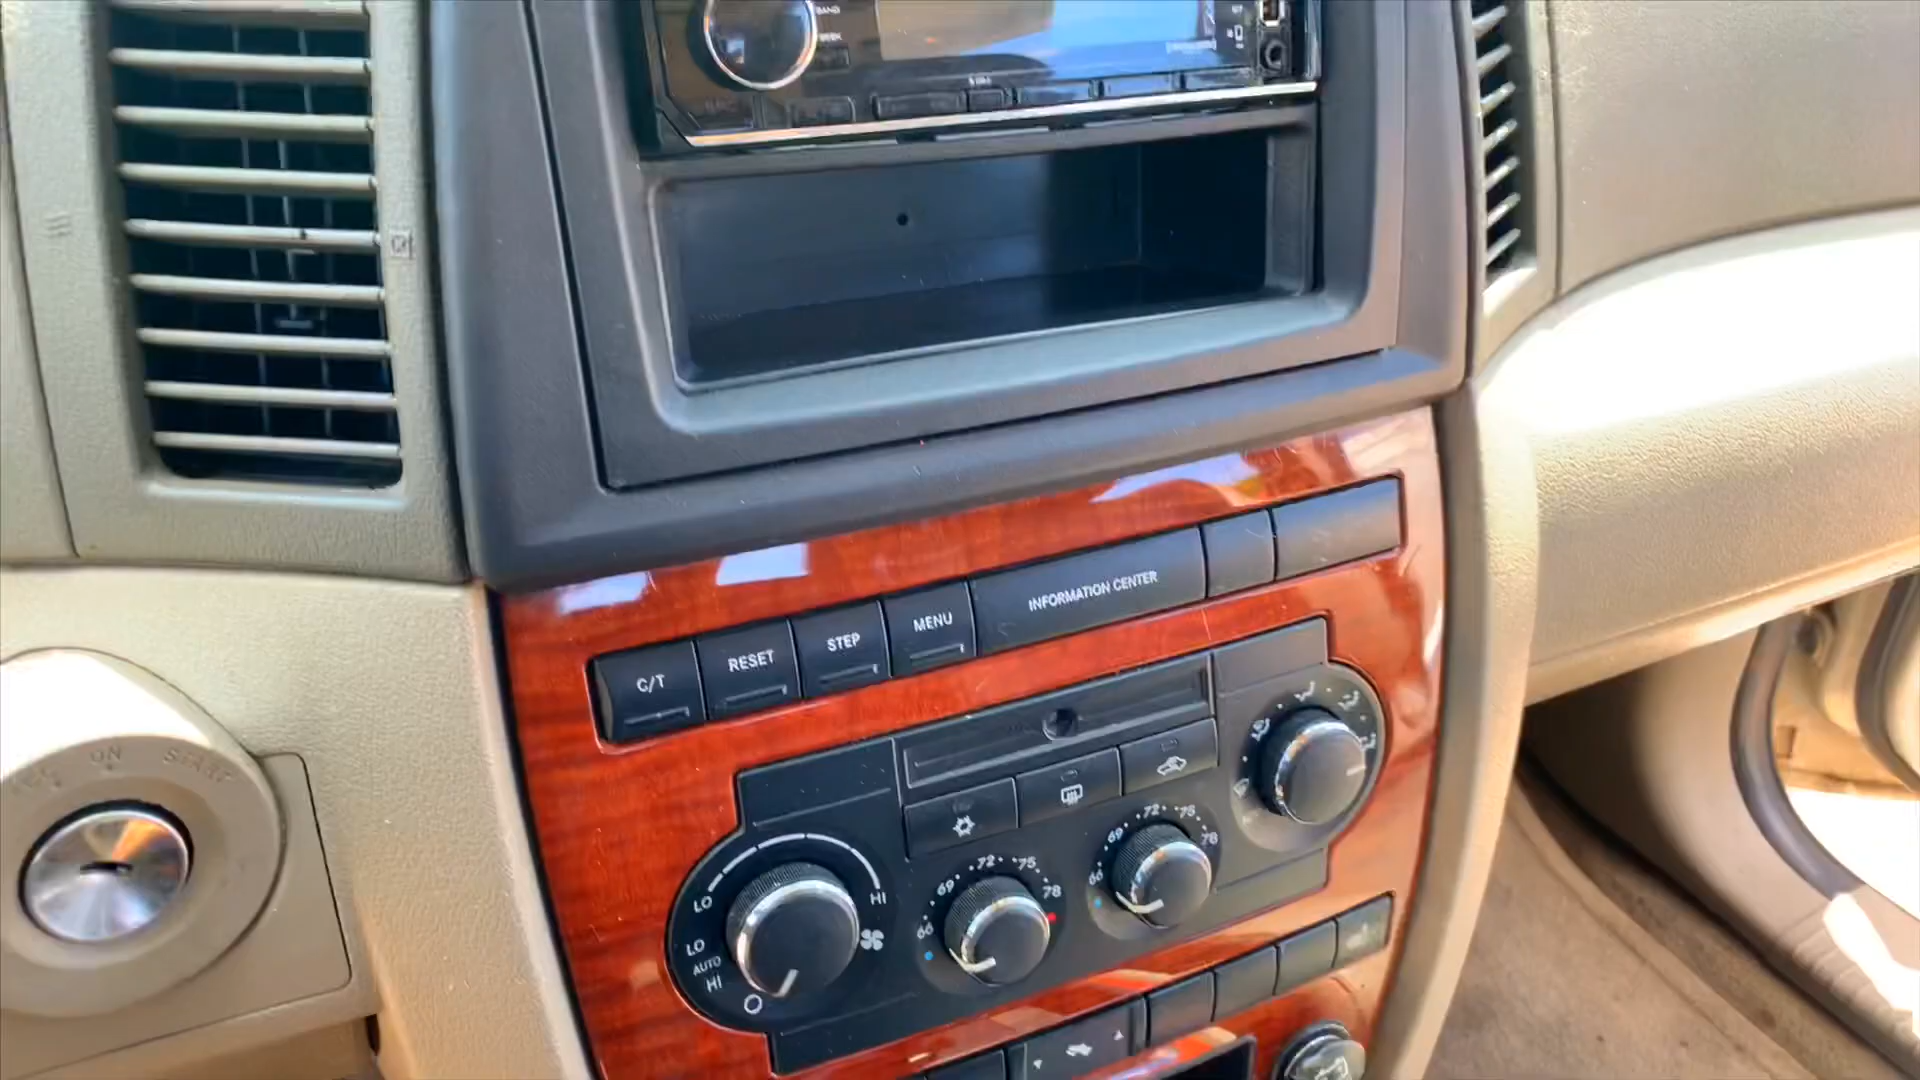 BAND
C/T
RESET
STEP
MENU
INFORMATION CENTER
ON
START
LO
HI
LO
AUTO
HI
66
69
72
75
78
66
69
72
75
78